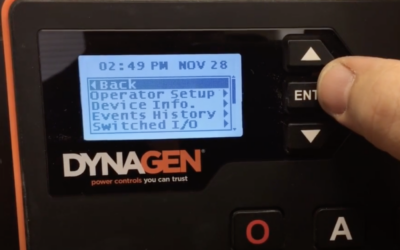 02:49 PM NOV 28
Back
Operator Setup
Device Info.
Events History
Switched I/O
ENT
DYNAGEN
power controls you can trust
O
A